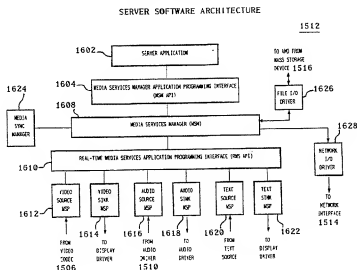 SERVER SOFTWARE ARCHITECTURE
1512
1602
SERVER APPLICATION
TO AND FROM
MASS STORAGE
DEVICE 1516
1604
MEDIA SERVICES MANAGER APPLICATION PROGRAMMING INTERFACE
(MSM API)
1624
1608
FILE I/O
DRIVER
1626
MEDIA
SYNC
MANAGER
MEDIA SERVICES MANAGER (MSM)
1628
1610
REAL-TIME MEDIA SERVICES APPLICATION PROGRAMMING INTERFACE (RMS API)
NETWORK
I/O
DRIVER
1612
VIDEO
SOURCE
MSP
VIDEO
SINK
MSP
AUDIO
SOURCE
MSP
AUDIO
SINK
MSP
TEXT
SOURCE
MSP
TEXT
SINK
MSP
1614
1616
1618
1620
1622
TO
NETWORK
INTERFACE
1514
FROM
VIDEO
CODEC
1506
TO
DISPLAY
DRIVER
FROM
AUDIO
DRIVER
1510
TO
AUDIO
DRIVER
FROM
TEXT
SOURCE
TO
DISPLAY
DRIVER